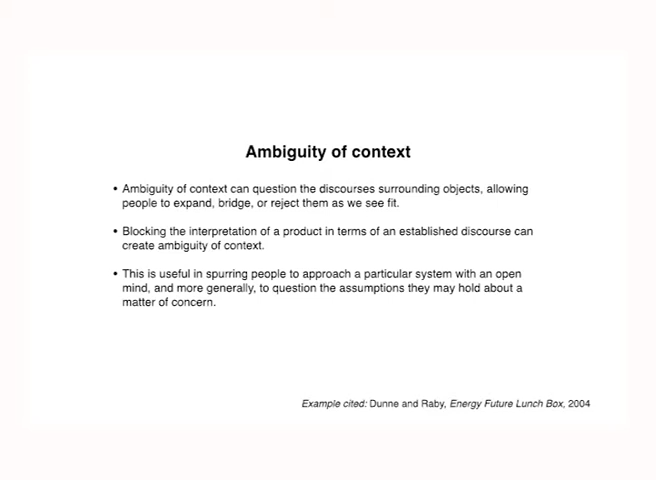 Ambiguity of context
• Ambiguity of context can question the discourses surrounding objects, allowing
people to expand, bridge, or reject them as we see fit.
• Blocking the interpretation of a product in terms of an established discourse can
create ambiguity of context.
• This is useful in spurring people to approach a particular system with an open
mind, and more generally, to question the assumptions they may hold about a
matter of concern.
Example cited: Dunne and Raby, Energy Future Lunch Box, 2004